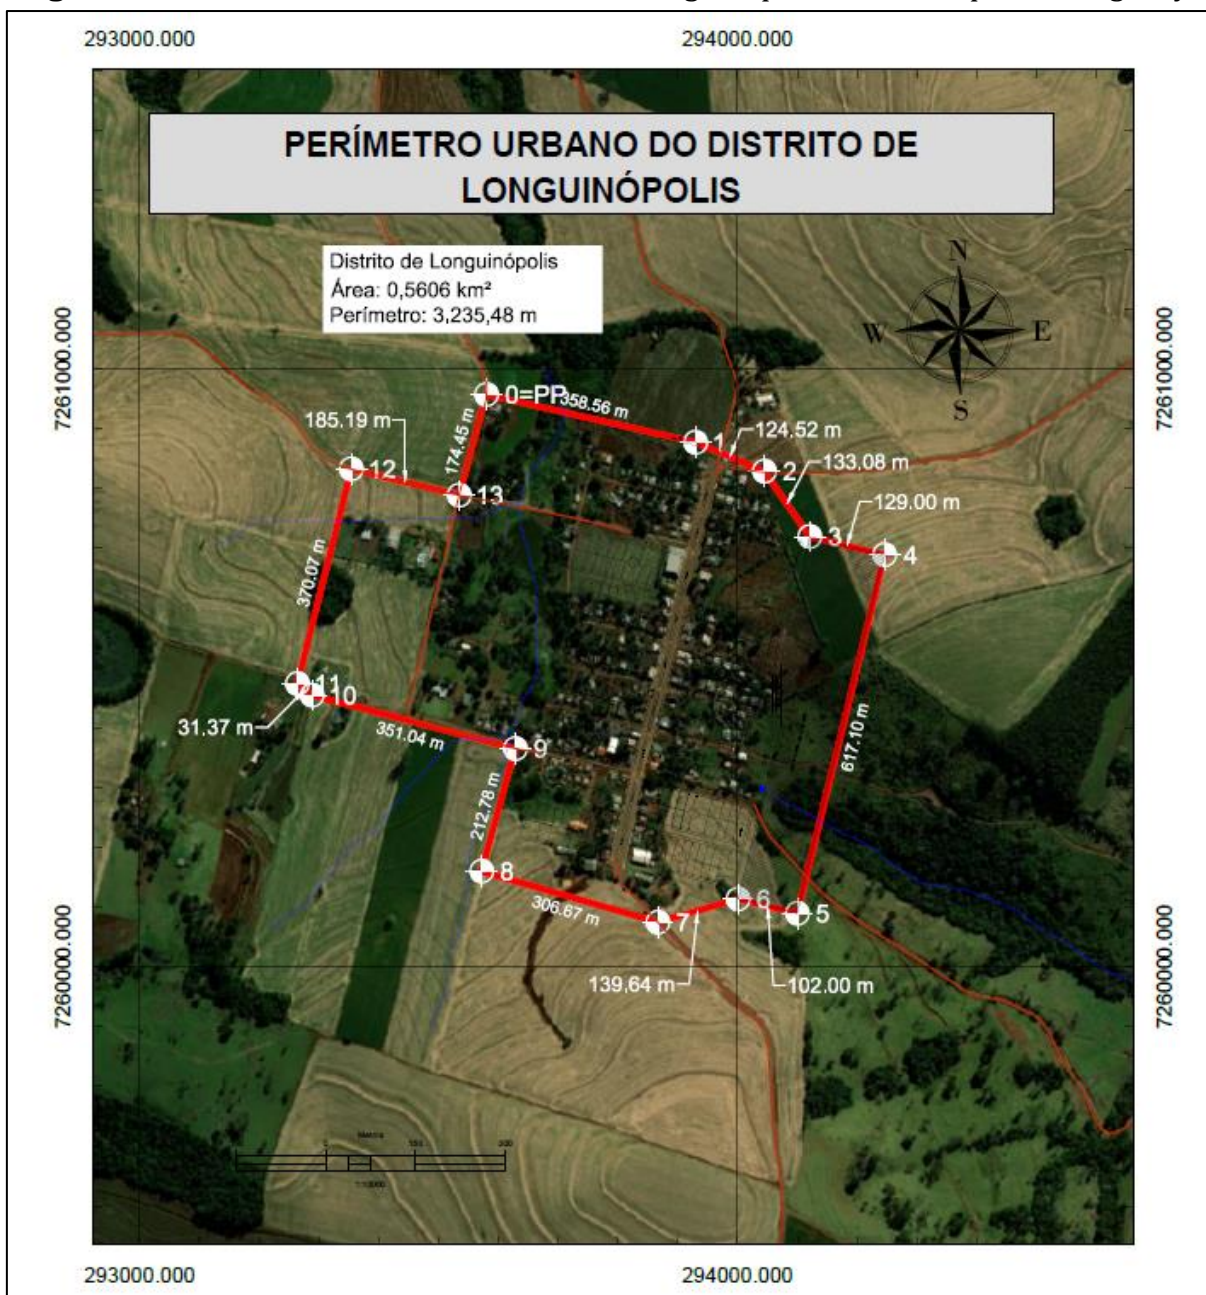 293000.000
294000.000
PERÍMETRO URBANO DO DISTRITO DE
LONGUINÓPOLIS
Distrito de Longuinópolis
Área: 0,5606 km²
Perímetro: 3,235,48 m
N
W
E
S
7261000.000
7261000.000
0=PP
358.56 m
185.19 m
174.45 m
1
124.52 m
12
2
133,08 m
13
129.00 m
3
4
370.07 m
11
10
31.37 m
351.04 m
9
617.10 m
212.78 m
8
306.67 m
6
5
7
139,64 m
102.00 m
7260000.000
7260000.000
293000.000
294000.000